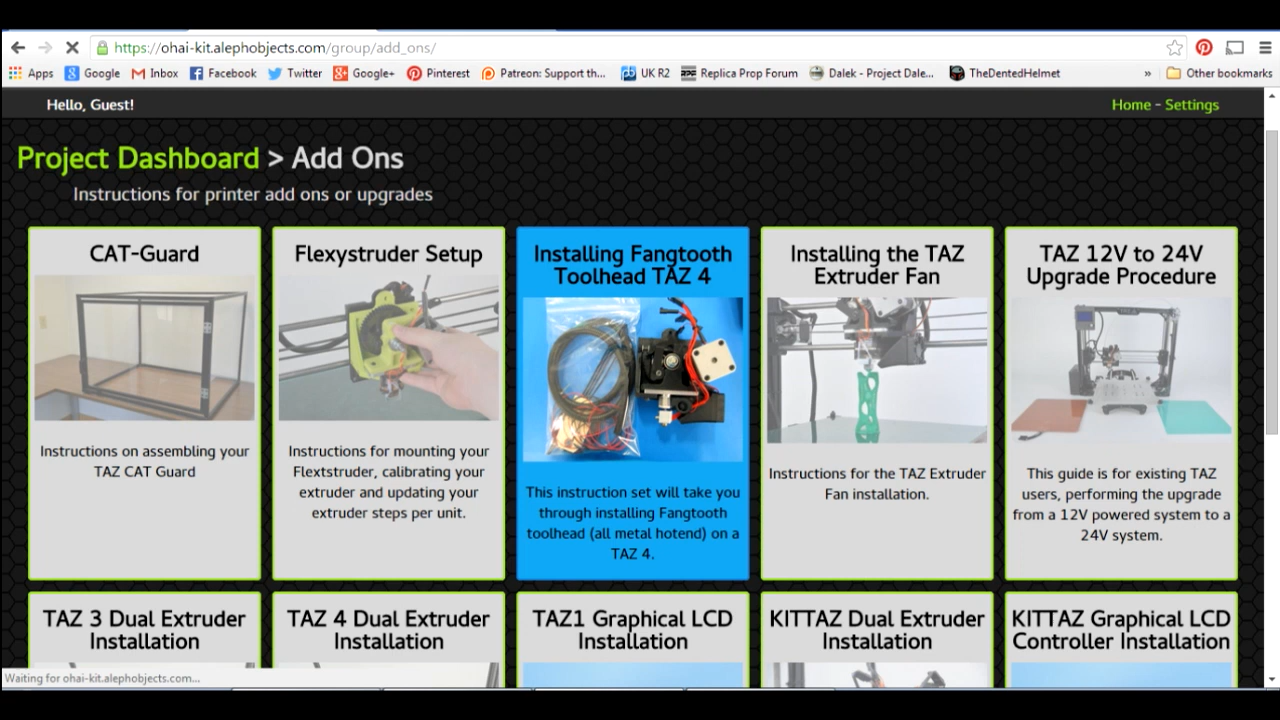 https://ohai-kit.alephobjects.com/group/add_ons/
Apps Google Inbox Facebook Twitter Google+ Pinterest Patreon: Support th... UK R2 Replica Prop Forum Dalek - Project Dale... TheDentedHelmet » Other bookmarks
Hello, Guest!
Home - Settings
Project Dashboard > Add Ons
Instructions for printer add ons or upgrades
CAT-Guard
Instructions on assembling your
TAZ CAT Guard
Flexystruder Setup
Instructions for mounting your
Flextstruder, calibrating your
extruder and updating your
extruder steps per unit.
Installing Fangtooth
Toolhead TAZ 4
This instruction set will take you
through installing Fangtooth
toolhead (all metal hotend) on a
TAZ 4.
Installing the TAZ
Extruder Fan
Instructions for the TAZ Extruder
Fan installation.
TAZ 12V to 24V
Upgrade Procedure
This guide is for existing TAZ
users, performing the upgrade
from a 12V powered system to a
24V system.
TAZ 3 Dual Extruder
Installation
TAZ 4 Dual Extruder
Installation
TAZ1 Graphical LCD
Installation
KITTAZ Dual Extruder
Installation
KITTAZ Graphical LCD
Controller Installation
Waiting for ohai-kit.alephobjects.com...